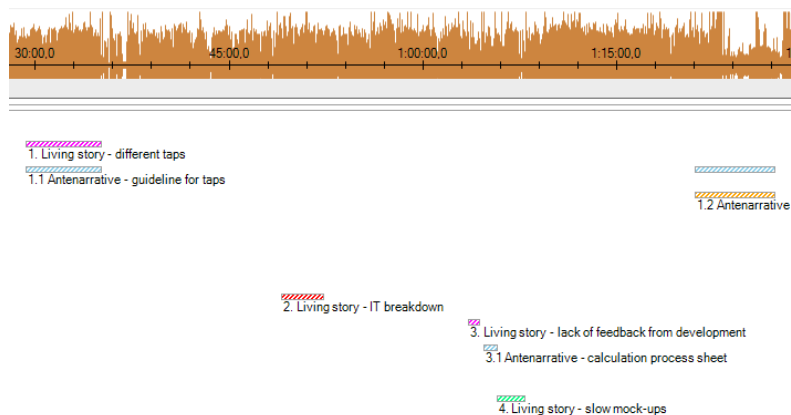 30:00,0 45:00,0 1:00:00,0 1:15:00,0 1
1. Living story - different taps
1.1 Antenarrative - guideline for taps
1.2 Antenarrative
2. Living story - IT breakdown
3. Living story - lack of feedback from development
3.1 Antenarrative - calculation process sheet
4. Living story - slow mock-ups